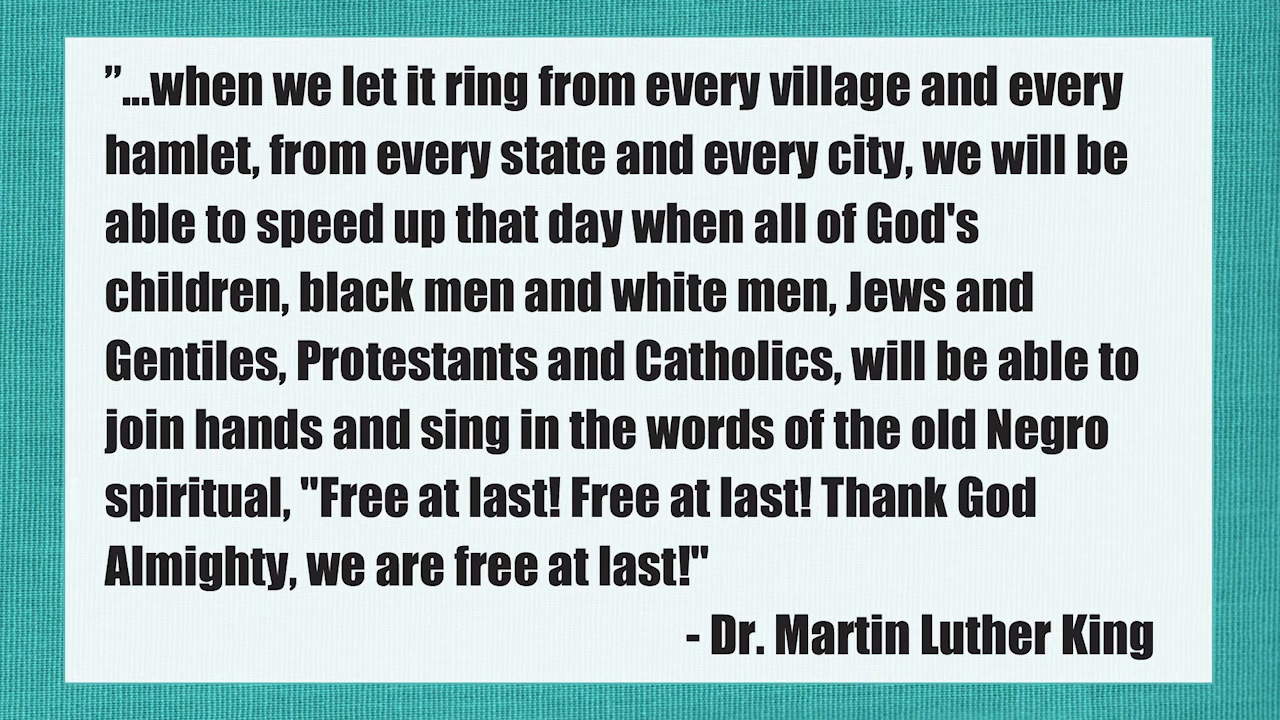 ”...when we let it ring from every village and every
hamlet, from every state and every city, we will be
able to speed up that day when all of God's
children, black men and white men, Jews and
Gentiles, Protestants and Catholics, will be able to
join hands and sing in the words of the old Negro
spiritual, "Free at last! Free at last! Thank God
Almighty, we are free at last!"
- Dr. Martin Luther King